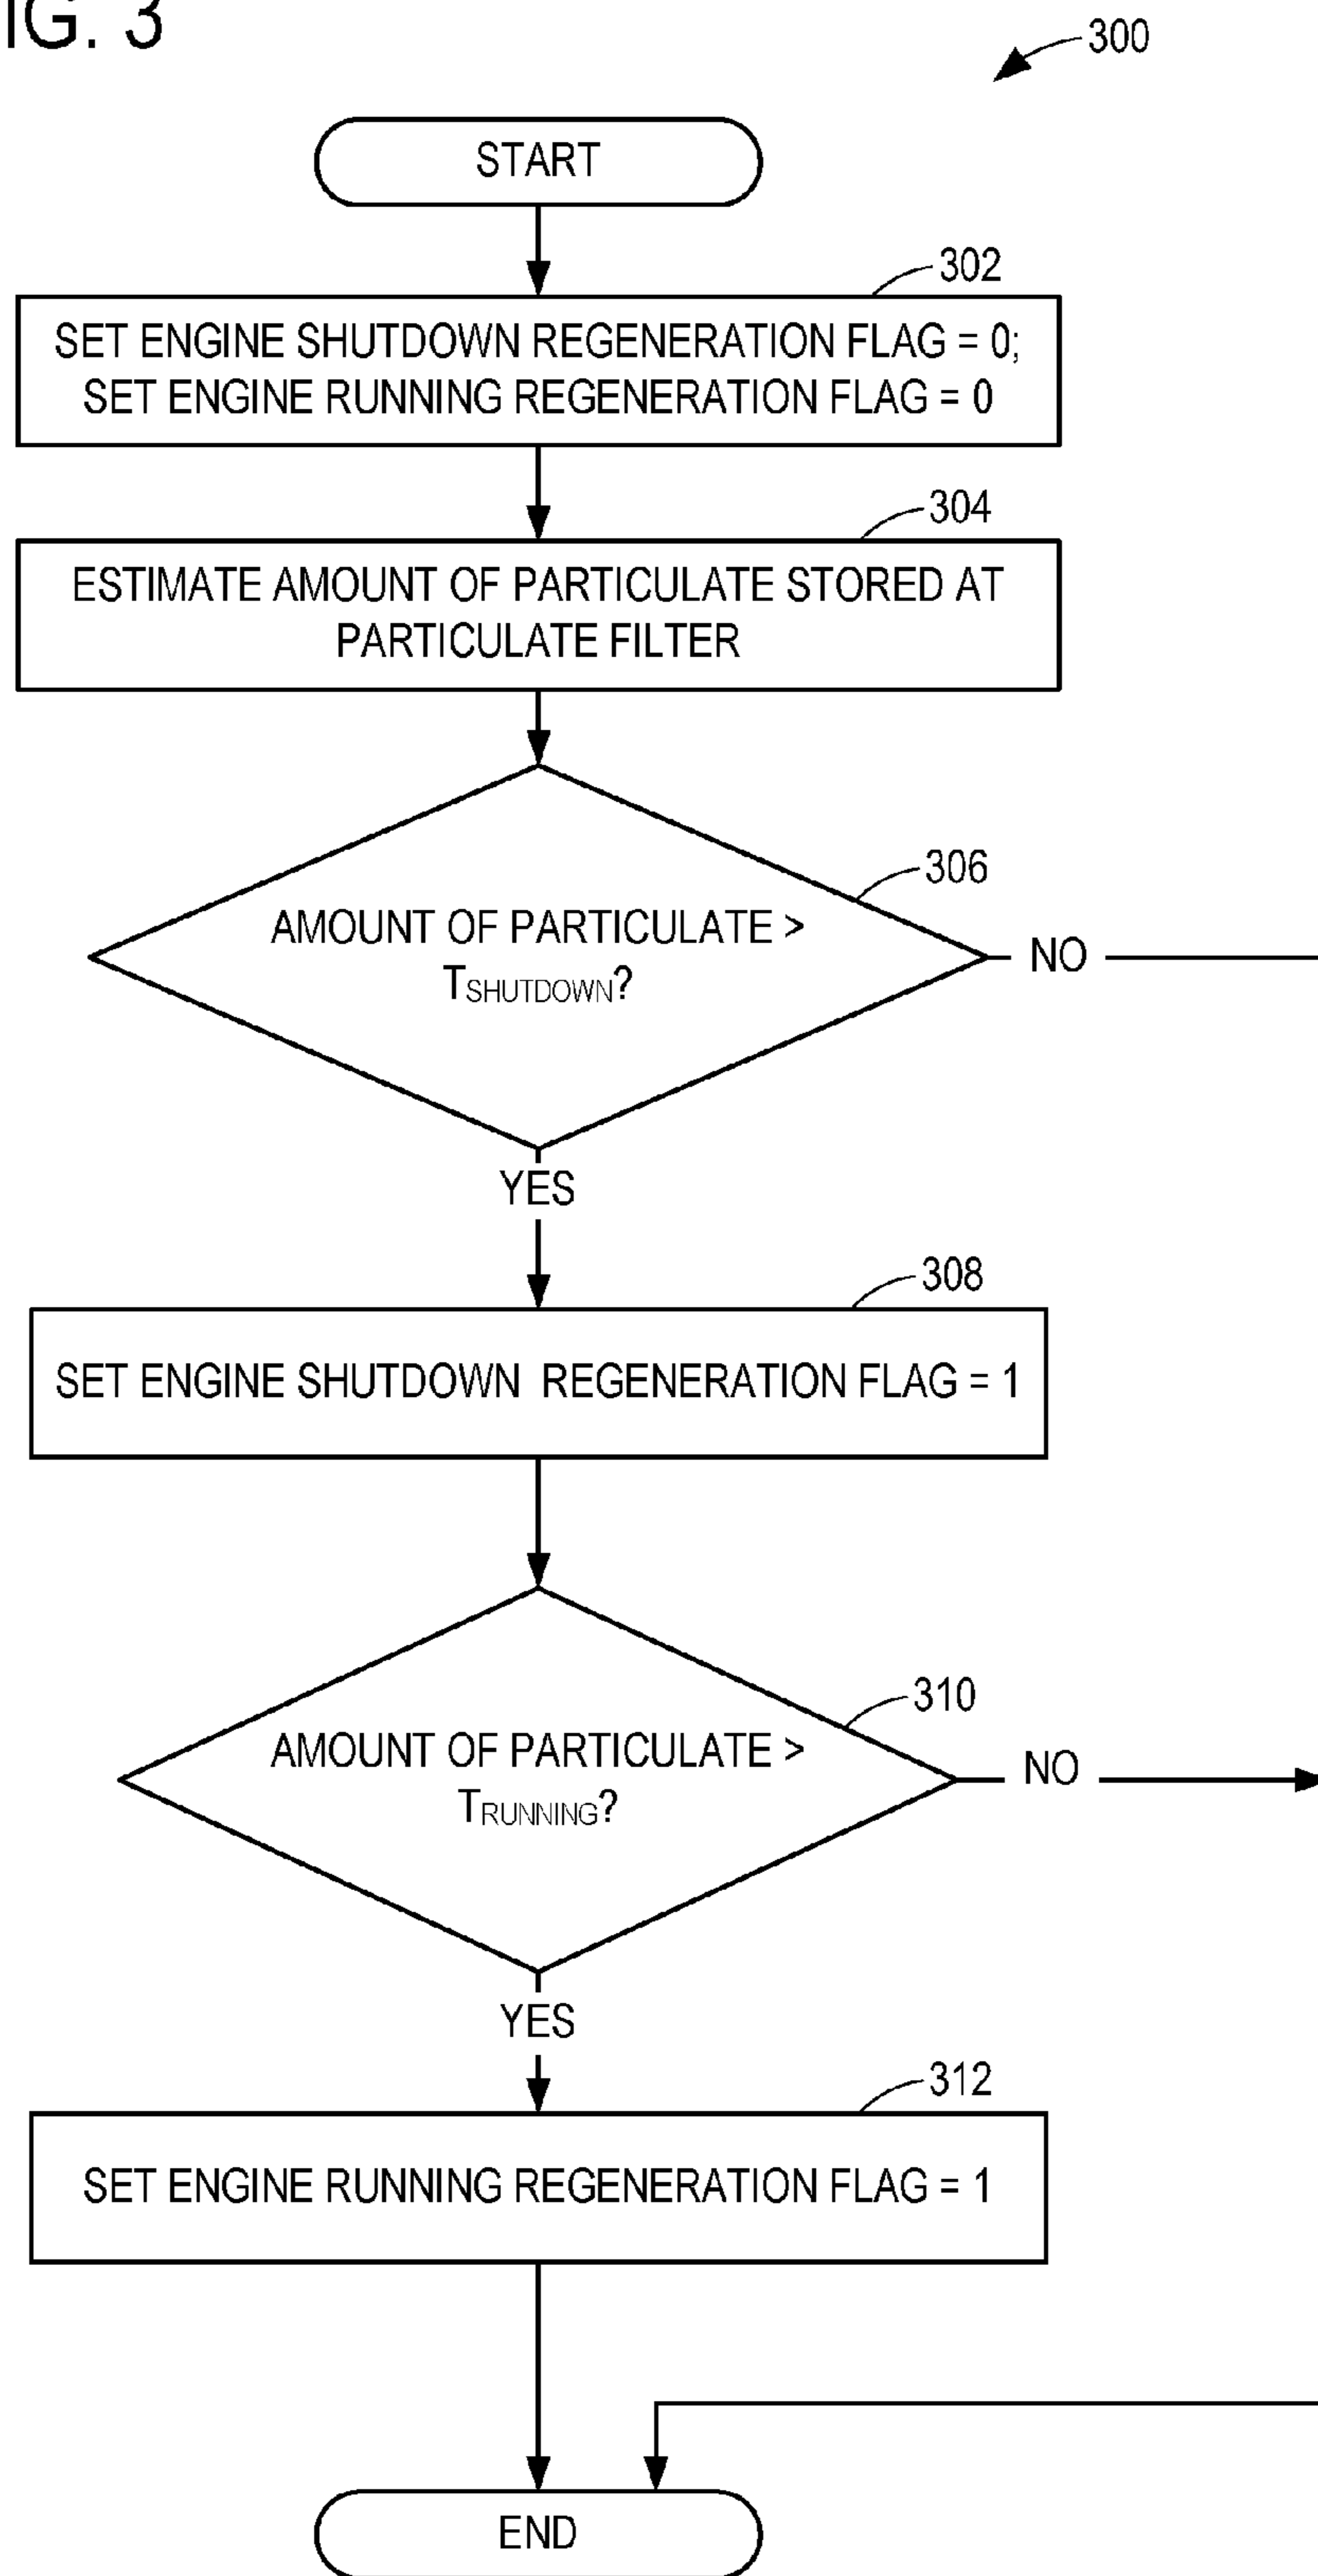 IG. 3
300
START
302
SET ENGINE SHUTDOWN REGENERATION FLAG = 0;
SET ENGINE RUNNING REGENERATION FLAG = 0
304
ESTIMATE AMOUNT OF PARTICULATE STORED AT
PARTICULATE FILTER
306
AMOUNT OF PARTICULATE >
TSHUTDOWN?
NO
YES
308
SET ENGINE SHUTDOWN REGENERATION FLAG = 1
310
AMOUNT OF PARTICULATE >
TRUNNING?
NO
YES
312
SET ENGINE RUNNING REGENERATION FLAG = 1
END